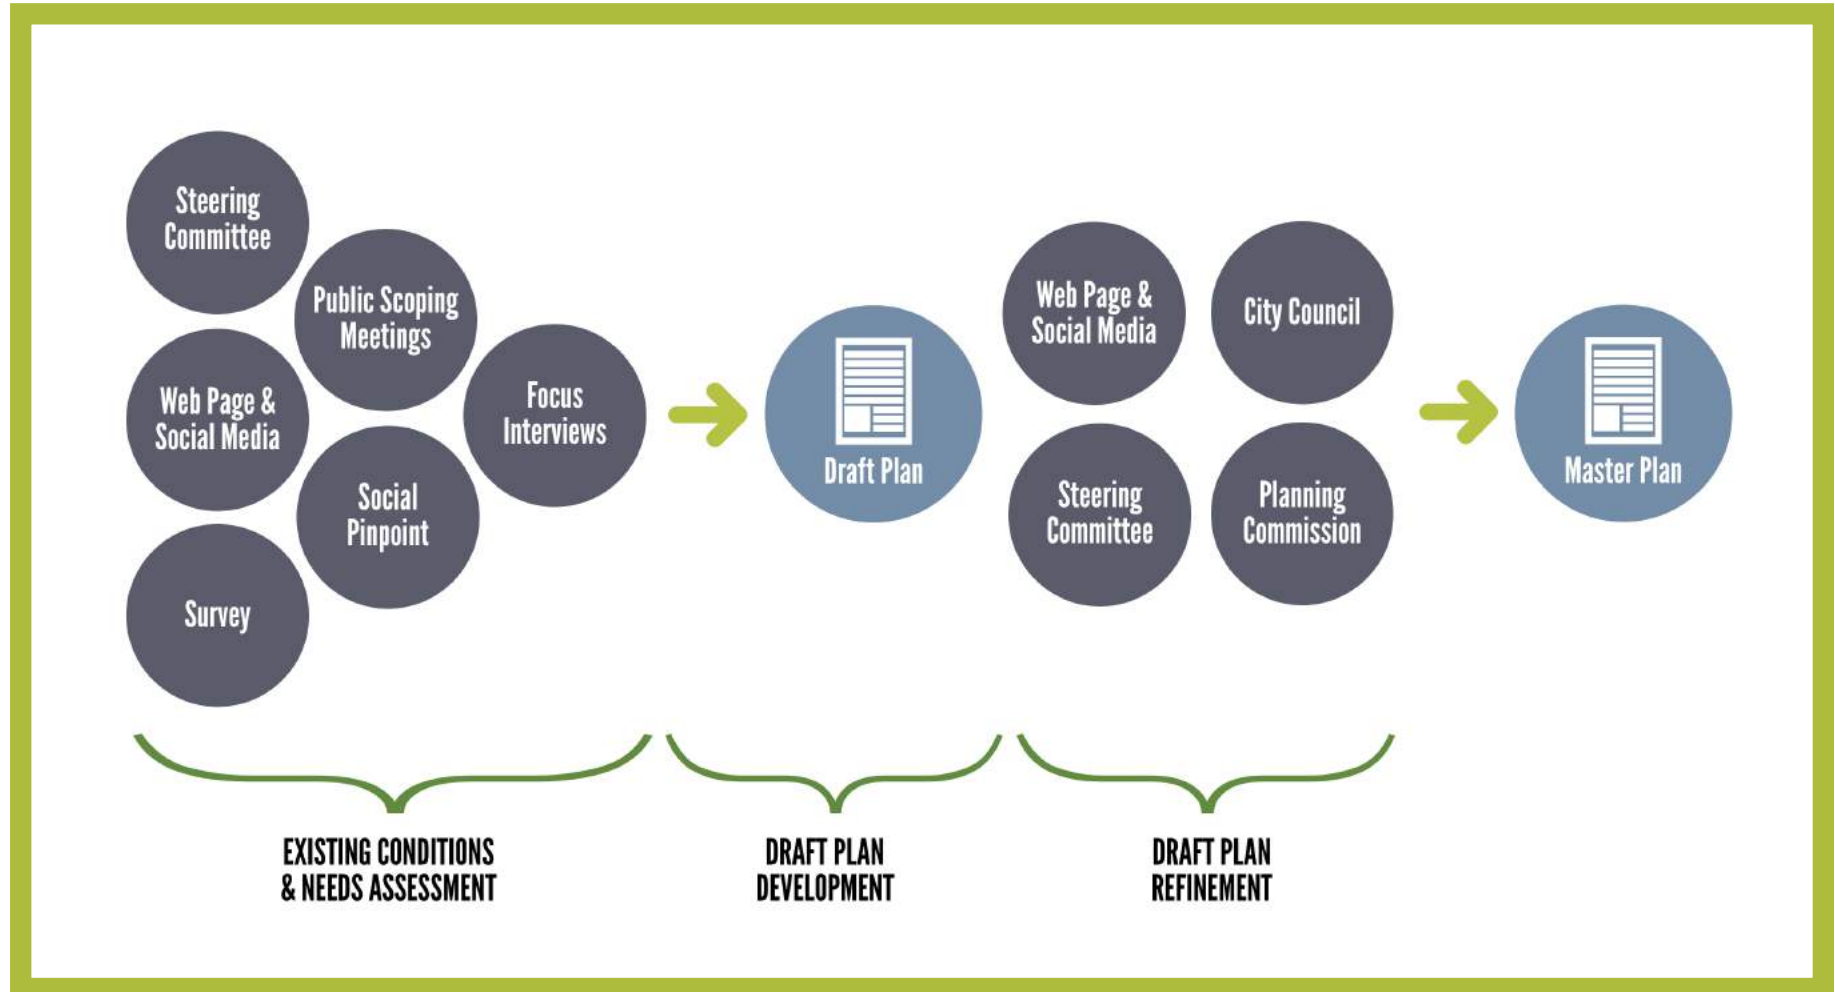 Steering
Committee
Public Scoping
Meetings
Web Page &
Social Media
Focus
Interviews
Social
Pinpoint
Survey
Draft Plan
Web Page &
Social Media
City Council
Steering
Committee
Planning
Commission
Master Plan
EXISTING CONDITIONS
& NEEDS ASSESSMENT
DRAFT PLAN
DEVELOPMENT
DRAFT PLAN
REFINEMENT